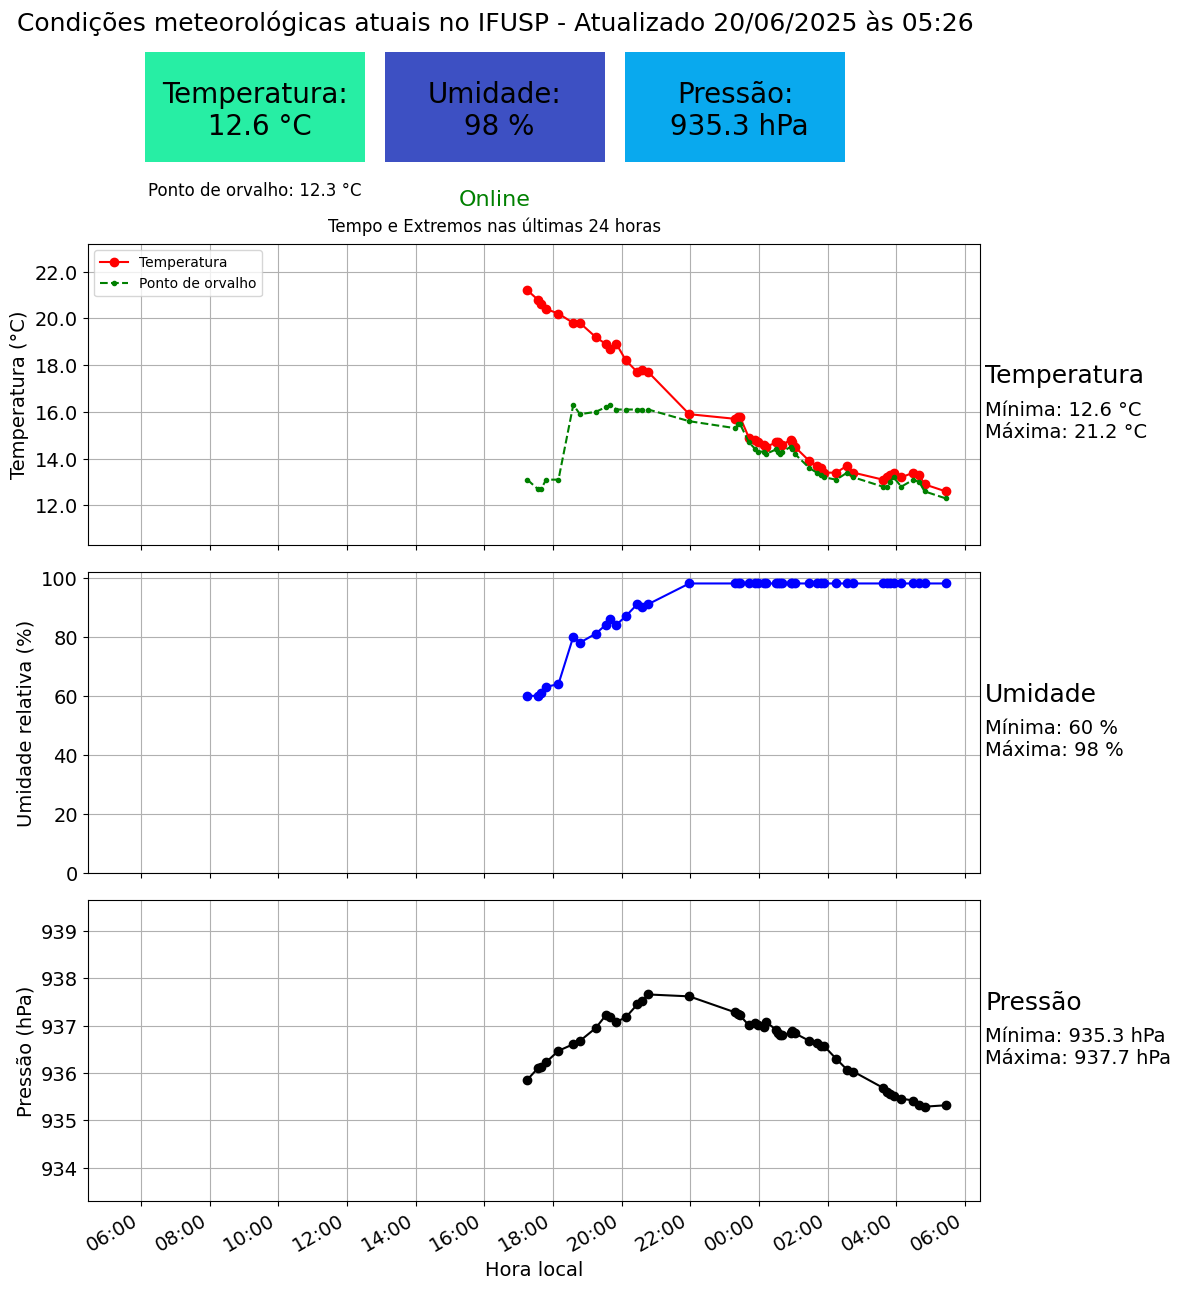 Condições meteorológicas atuais no IFUSP - Atualizado 20/06/2025 às 05:26
Temperatura:
12.6 °C
Umidade:
98 %
Pressão:
935.3 hPa
Ponto de orvalho: 12.3 °C
Online
Tempo e Extremos nas últimas 24 horas
Temperatura
Ponto de orvalho
Temperatura (°C)
22.0
20.0
18.0
16.0
14.0
12.0
Temperatura
Mínima: 12.6 °C
Máxima: 21.2 °C
Umidade relativa (%)
100
80
60
40
20
0
Umidade
Mínima: 60 %
Máxima: 98 %
Pressão (hPa)
939
938
937
936
935
934
Pressão
Mínima: 935.3 hPa
Máxima: 937.7 hPa
06:00 08:00 10:00 12:00 14:00 16:00 18:00 20:00 22:00 00:00 02:00 04:00 06:00
Hora local